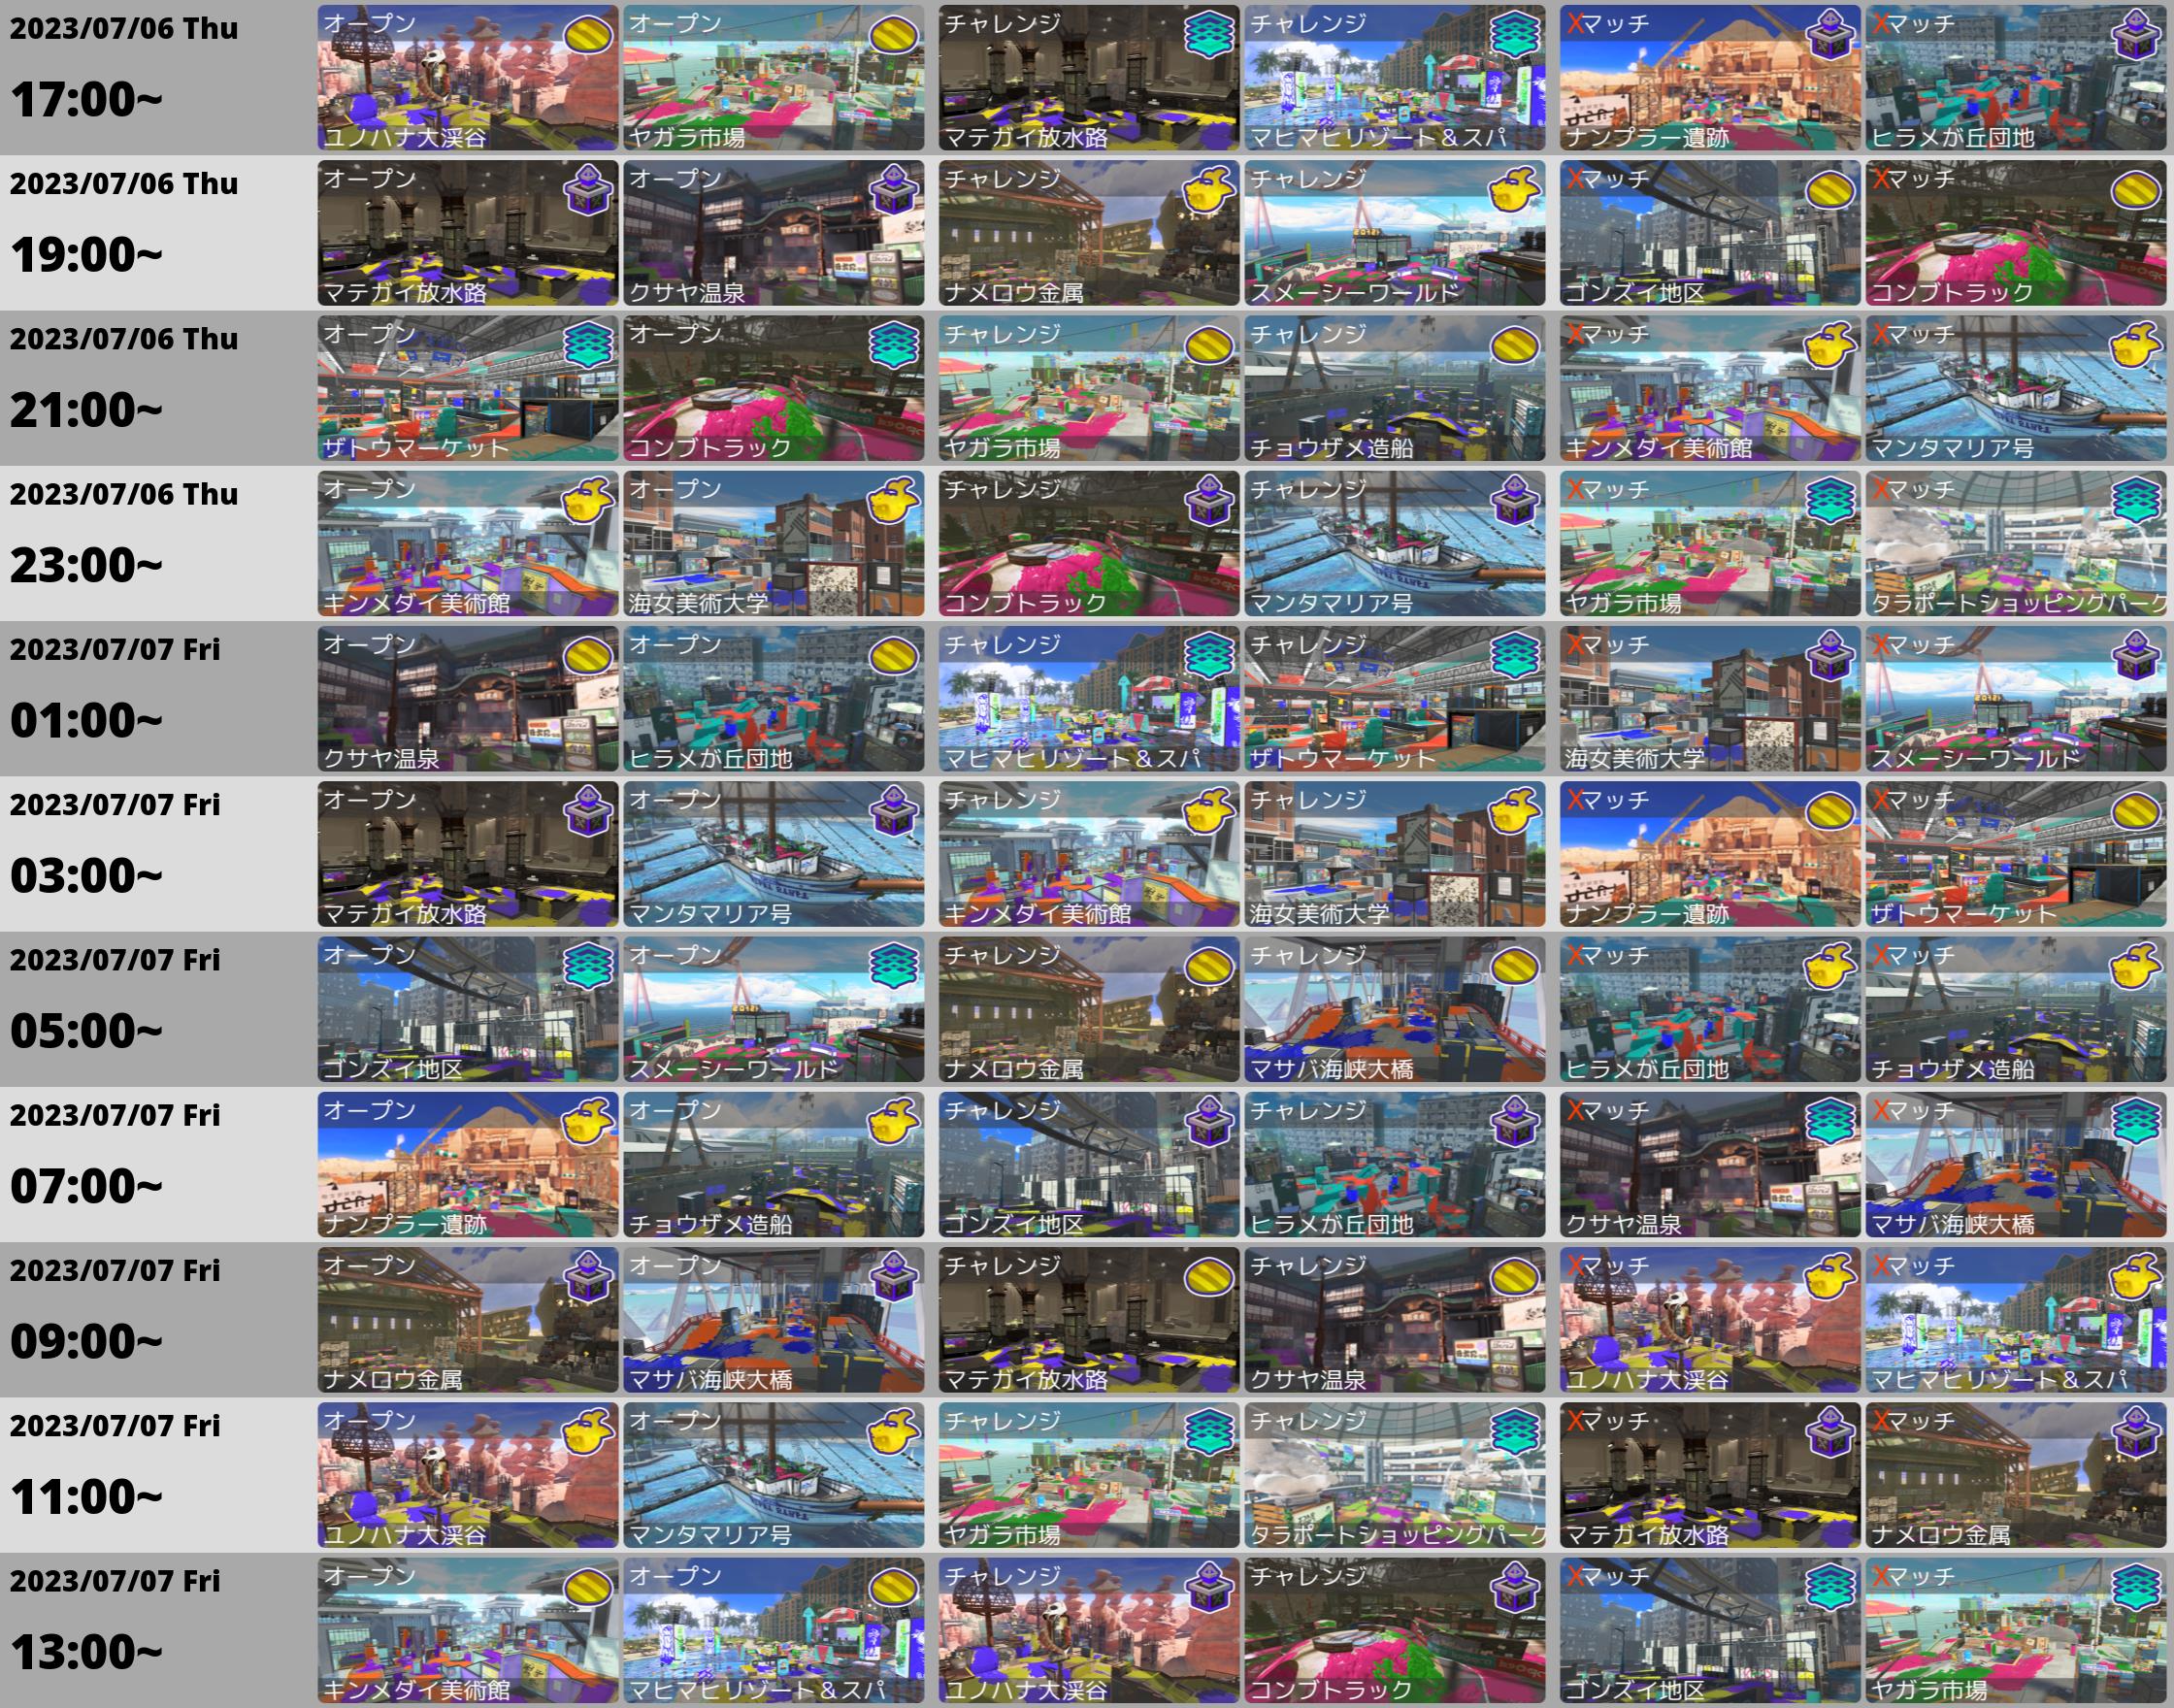 2023/07/06 Thu
17:00~
オープン オープン チャレンジ チャレンジ Xマッチ Xマッチ
ユノハナ大渓谷 ヤガラ市場 マテガイ放水路 マヒマヒリゾート＆スパ ナンプラー遺跡 ヒラメが丘団地
2023/07/06 Thu
19:00~
オープン オープン チャレンジ チャレンジ Xマッチ Xマッチ
マテガイ放水路 クサヤ温泉 ナメロウ金属 スメーシーワールド ゴンズイ地区 コンブトラック
2023/07/06 Thu
21:00~
オープン オープン チャレンジ チャレンジ Xマッチ Xマッチ
ザトウマーケット コンブトラック ヤガラ市場 チョウザメ造船 キンメダイ美術館 マンタマリア号
2023/07/06 Thu
23:00~
オープン オープン チャレンジ チャレンジ Xマッチ Xマッチ
キンメダイ美術館 海女美術大学 コンブトラック マンタマリア号 ヤガラ市場 タラポートショッピングパーク
2023/07/07 Fri
01:00~
オープン オープン チャレンジ チャレンジ Xマッチ Xマッチ
クサヤ温泉 ヒラメが丘団地 マヒマヒリゾート＆スパ ザトウマーケット 海女美術大学 スメーシーワールド
2023/07/07 Fri
03:00~
オープン オープン チャレンジ チャレンジ Xマッチ Xマッチ
マテガイ放水路 マンタマリア号 キンメダイ美術館 海女美術大学 ナンプラー遺跡 ザトウマーケット
2023/07/07 Fri
05:00~
オープン オープン チャレンジ チャレンジ Xマッチ Xマッチ
ゴンズイ地区 スメーシーワールド ナメロウ金属 マサバ海峡大橋 ヒラメが丘団地 チョウザメ造船
2023/07/07 Fri
07:00~
オープン オープン チャレンジ チャレンジ Xマッチ Xマッチ
ナンプラー遺跡 チョウザメ造船 ゴンズイ地区 ヒラメが丘団地 クサヤ温泉 マサバ海峡大橋
2023/07/07 Fri
09:00~
オープン オープン チャレンジ チャレンジ Xマッチ Xマッチ
ナメロウ金属 マサバ海峡大橋 マテガイ放水路 クサヤ温泉 ユノハナ大渓谷 マヒマヒリゾート＆スパ
2023/07/07 Fri
11:00~
オープン オープン チャレンジ チャレンジ Xマッチ Xマッチ
ユノハナ大渓谷 マンタマリア号 ヤガラ市場 タラポートショッピングパーク マテガイ放水路 ナメロウ金属
2023/07/07 Fri
13:00~
オープン オープン チャレンジ チャレンジ Xマッチ Xマッチ
キンメダイ美術館 マヒマヒリゾート＆スパ ユノハナ大渓谷 コンブトラック ゴンズイ地区 ヤガラ市場